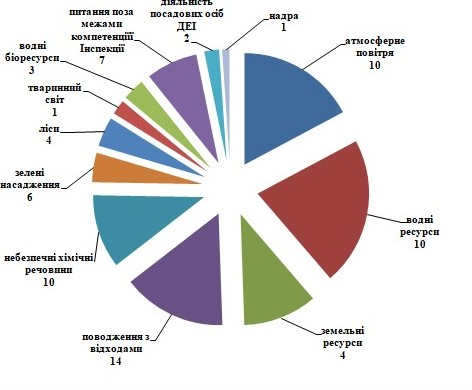 діяльність
посадових осіб
ДЕІ
2
надра
1
атмосферне
повітря
10
водні
ресурси
10
земельні
ресурси
4
поводження з
відходами
14
небезпечні хімічні
речовини
10
зелені
насадження
6
ліси
4
тваринний
світ
1
водні
біоресурси
3
питання поза
межами
компетенціїї
Інспекції
7